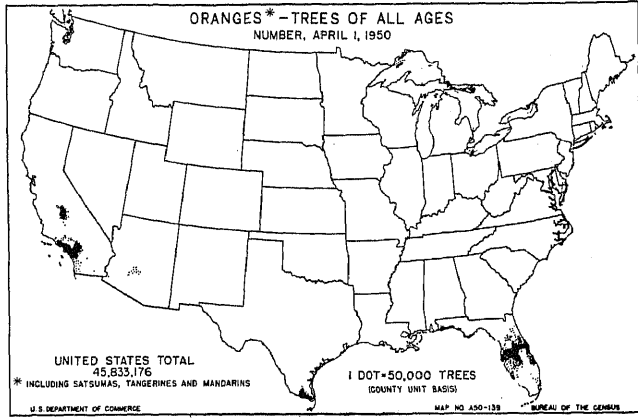 ORANGES* - TREES OF ALL AGES
NUMBER, APRIL 1, 1950
UNITED STATES TOTAL
45,833,176
* INCLUDING SATSUMAS, TANGERINES AND MANDARINS
1 DOT=50,000 TREES
(COUNTY UNIT BASIS)
U.S. DEPARTMENT OF COMMERCE
MAP NO A50-139
BUREAU OF THE CENSUS